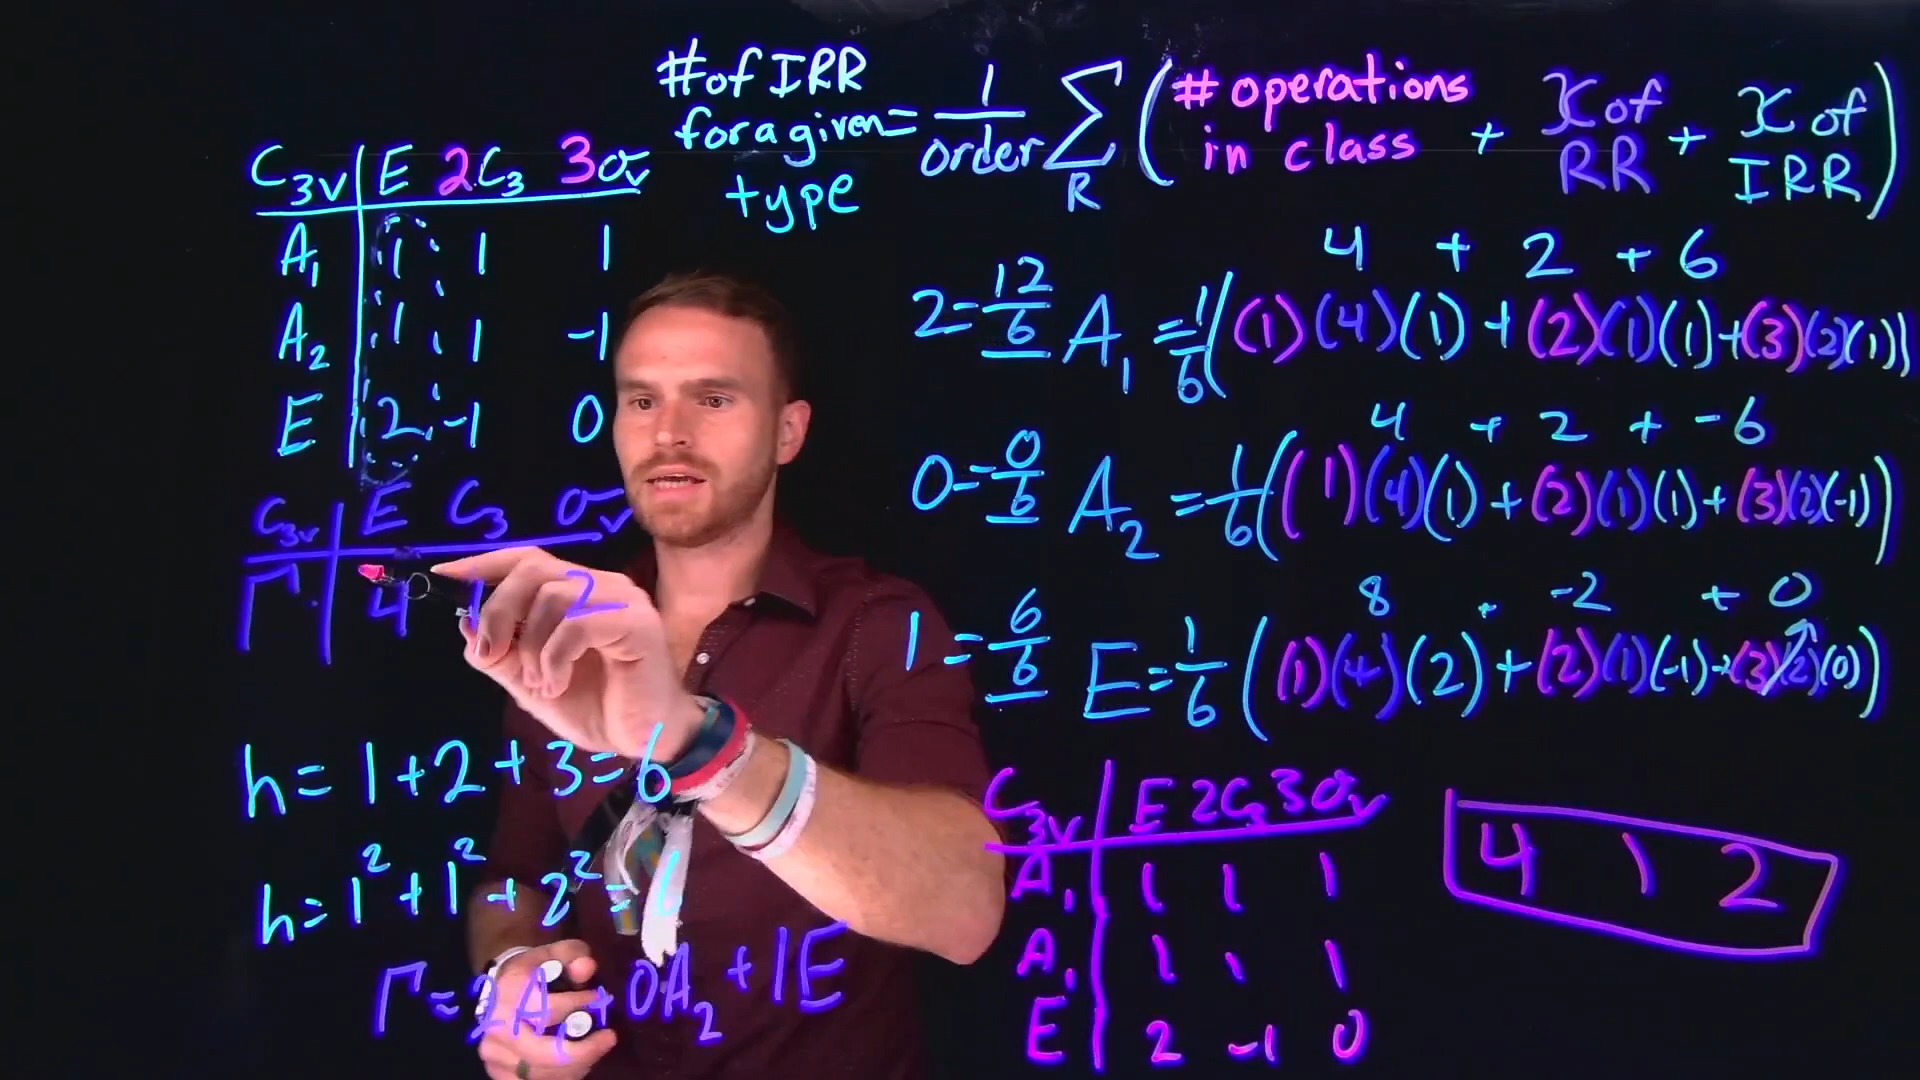 # of IRR for a given type = 1/order Σ_R ( # operations in class + χ of RR + χ of IRR )
C3v | E 2C3 3σv
A1 | 1 1 1
A2 | 1 1 -1
E | 2 -1 0
C3v | E C3 σv
Γ | 4 1 2
h = 1+2+3=6
h = 1² + 1² + 2² =
Γ = 2A1 + 0A2 + 1E
4 + 2 + 6
2 = 12/6 A1 = 1/6 ((1)(4)(1) + (2)(1)(1) + (3)(2)(1))
4 + 2 + -6
0 = 0/6 A2 = 1/6 ((1)(4)(1) + (2)(1)(1) + (3)(2)(-1))
8 + -2 + 0
1 = 6/6 E = 1/6 ((1)(4)(2) + (2)(1)(-1) + (3)(2)(0))
C3v | E 2C3 3σv
A1 | 1 1 1
A1 | 1 1 1
E | 2 -1 0
4 1 2